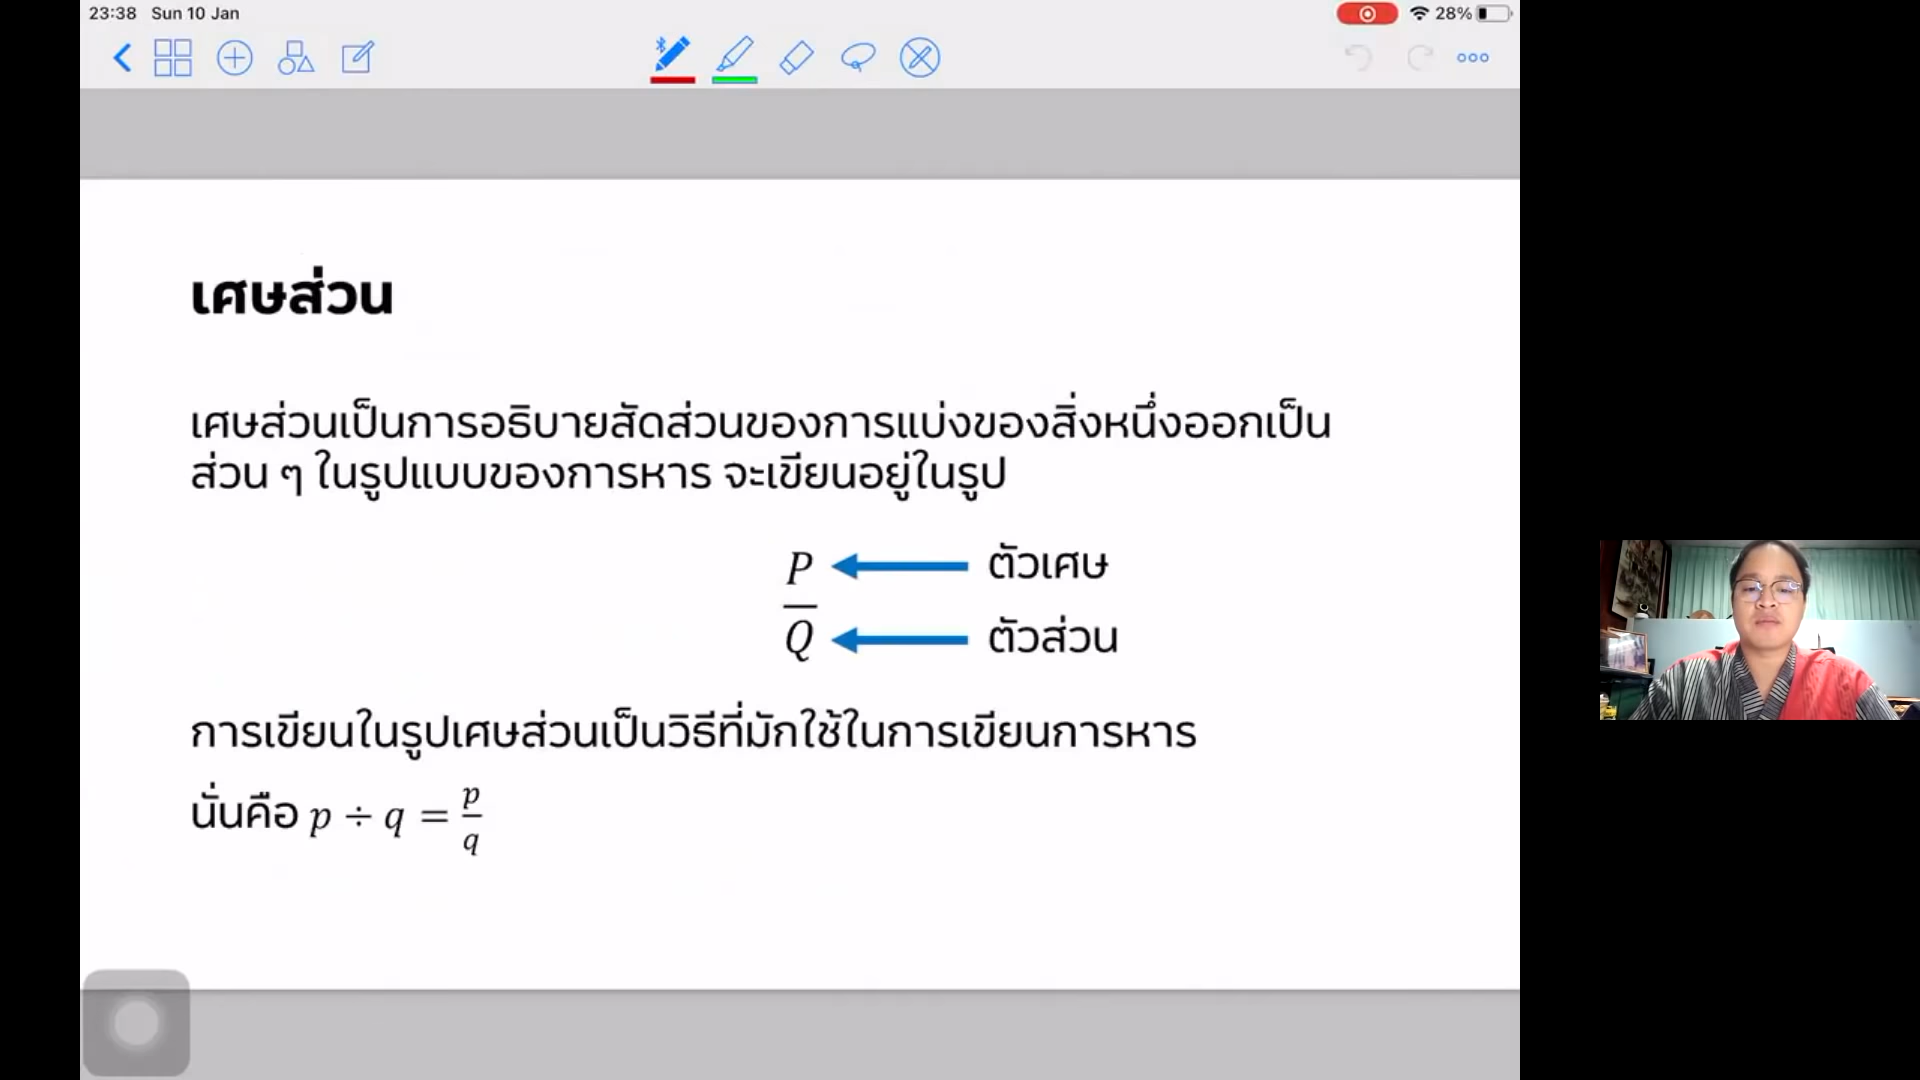 23:38 Sun 10 Jan 28%
เศษส่วน
เศษส่วนเป็นการอธิบายสัดส่วนของการแบ่งของสิ่งหนึ่งออกเป็น
ส่วน ๆ ในรูปแบบของการหาร จะเขียนอยู่ในรูป
P ตัวเศษ
Q ตัวส่วน
การเขียนในรูปเศษส่วนเป็นวิธีที่มักใช้ในการเขียนการหาร
นั่นคือ p ÷ q = p/q